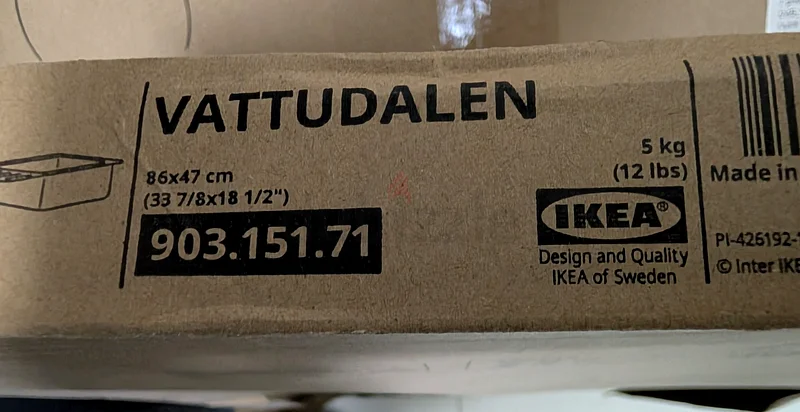 VATTUDALEN
86x47 cm
(33 7/8x18 1/2")
903.151.71
5 kg
(12 lbs)
IKEA®
Design and Quality
IKEA of Sweden
Made in
PI-426192-
© Inter IKE